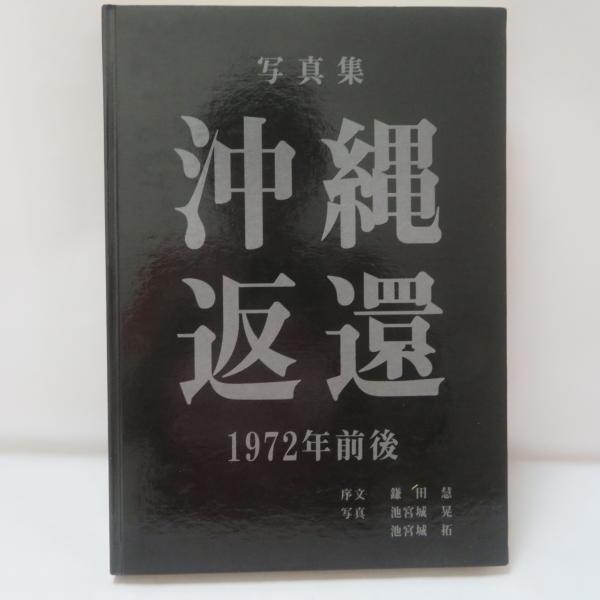 写真集
沖縄
返還
1972年前後
序文 鎌田 慧
写真 池宮城 晃
池宮城 拓